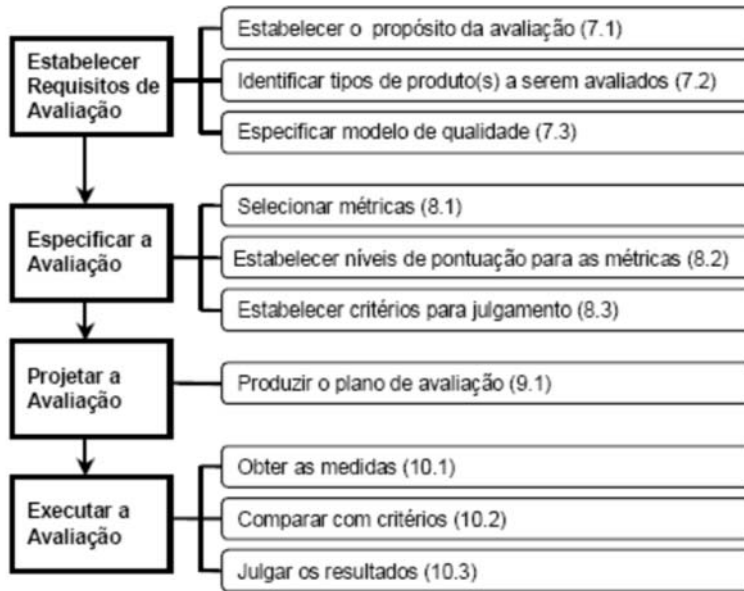 Estabelecer
Requisitos de
Avaliação
Estabelecer o propósito da avaliação (7.1)
Identificar tipos de produto(s) a serem avaliados (7.2)
Especificar modelo de qualidade (7.3)
Especificar a
Avaliação
Selecionar métricas (8.1)
Estabelecer níveis de pontuação para as métricas (8.2)
Estabelecer critérios para julgamento (8.3)
Projetar a
Avaliação
Produzir o plano de avaliação (9.1)
Executar a
Avaliação
Obter as medidas (10.1)
Comparar com critérios (10.2)
Julgar os resultados (10.3)